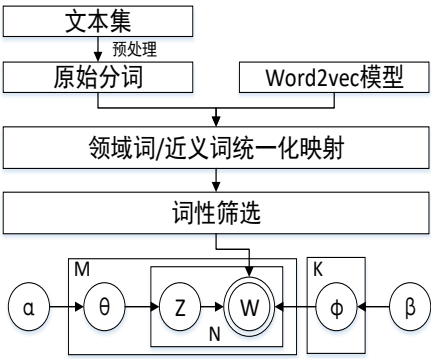 文本集
预处理
原始分词
Word2vec模型
领域词/近义词统一化映射
词性筛选
M
K
α
θ
Z
W
ϕ
β
N